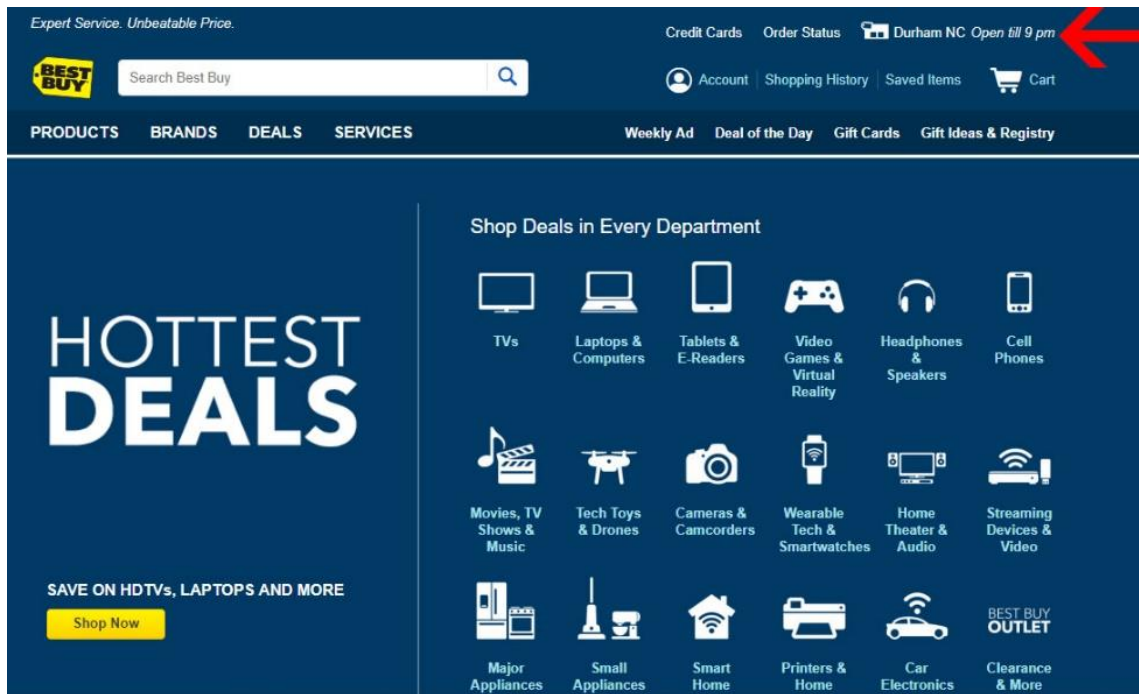 Expert Service. Unbeatable Price.
Credit Cards Order Status Durham NC Open till 9 pm
BEST BUY
Search Best Buy
Account Shopping History Saved Items Cart
PRODUCTS BRANDS DEALS SERVICES
Weekly Ad Deal of the Day Gift Cards Gift Ideas & Registry
HOTTEST
DEALS
SAVE ON HDTVs, LAPTOPS AND MORE
Shop Now
Shop Deals in Every Department
TVs
Laptops &
Computers
Tablets &
E-Readers
Video
Games &
Virtual
Reality
Headphones
&
Speakers
Cell
Phones
Movies, TV
Shows &
Music
Tech Toys
& Drones
Cameras &
Camcorders
Wearable
Tech &
Smartwatches
Home
Theater &
Audio
Streaming
Devices &
Video
Major
Appliances
Small
Appliances
Smart
Home
Printers &
Home
Car
Electronics
BEST BUY
OUTLET
Clearance
& More